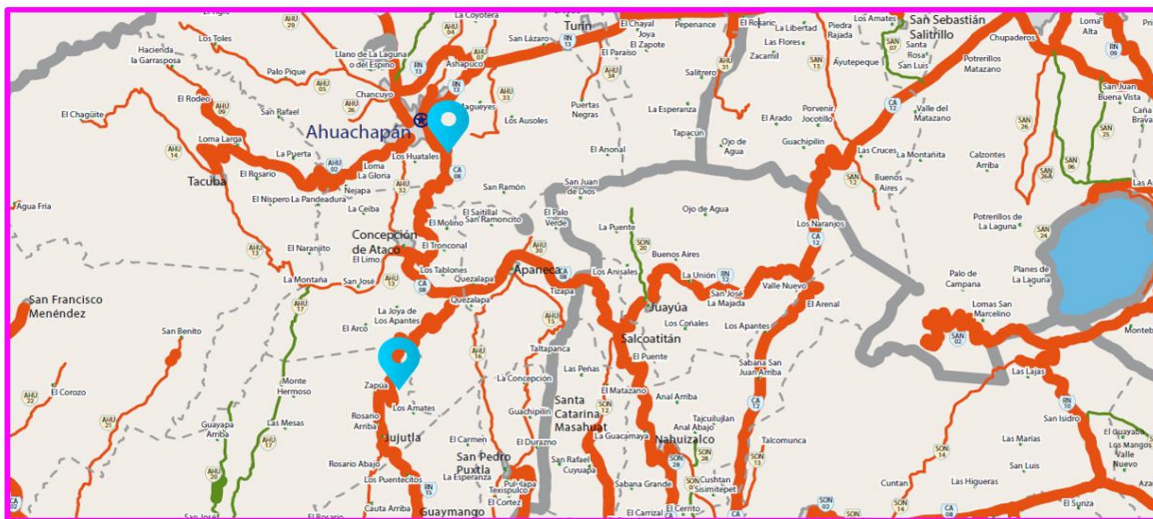 La Coyotera
El Chayal
Joya
El Zapote
Pepenance
El Rosario
La Libertad
Piedra
Rajada
Los Amates
San Sebastián
Salitrillo
Chupaderos
Loma
Alta
Los Toles
Turín
San Lázaro
El Paraíso
Las Flores
Zacamil
Santa
Rosa
San Luis
Potrerillos
Matazano
Hacienda
la Garrasposa
Llano de La Laguna
o del Espino
Ashapuco
Salitrero
Ayutepeque
San Juan
Buena Vista
Palo Pique
Chancuyo
El Rodeo
San Rafael
Puertas
Negras
La Esperanza
Porvenir
Jocotillo
Valle del
Matazano
Caña
Brava
El Chagüite
Ahuachapán
Los Ausoles
El Arado
Tapacún
Loma Larga
La Puerta
Los Huatales
El Anonal
Ojo de
Agua
Guachipilín
Las Cruces
La Montañita
Calzontes
Arriba
Tacuba
El Rosario
Loma
La Gloria
Nejapa
San Ramón
San Juan
de Dios
Buenos
Aires
Agua Fría
El Níspero
La Pandeadura
La Ceiba
El Molino
El Saitillal
San Ramoncito
El Palo
Verde
Ojo de Agua
La Puente
Los Naranjos
Potrerillos de
La Laguna
El Naranjito
Concepción
de Ataco
El Limo
El Tronconal
Buenos Aires
La Montaña
San José
Los Tablones
Quezalapa
Apaneca
Los Anisales
La Unión
Palo de
Campana
Planes de
La Laguna
San Francisco
Menéndez
Quezalapa
Tizapa
San José
La Majada
Valle Nuevo
Juayúa
El Arenal
Lomas San
Marcelino
La Joya de
Los Apantes
San Benito
El Arco
Salcoatitán
Los Cañales
Los Apantes
Taltapanca
El Puente
Las Peñas
Sabana San
Juan Arriba
Las Lajas
Monte
Hermoso
Zapúa
La Concepción
El Matazano
Anal Arriba
El Corozo
Los Amates
Santa
Catarina
Masahuat
San Isidro
Guayapa
Arriba
Las Mesas
Rosario
Arriba
Guachipilín
Tajcuilujlan
Anal Abajo
Jujutla
El Carmen
El Durazno
La Guacamaya
Nahuizalco
Talcomunca
Las Marías
El Guayabo
Los Mangos
Valle
Nuevo
Rosario Abajo
San Pedro
Puxtla
San Rafael
Cuyuapa
San Luis
Los Puentecitos
La Esperanza
Texispulco
El Cortez
Sabana Grande
Cushtan
Sisimitepet
Cuntan
Las Higueras
Cauta Arriba
Guaymango
El Carrizal
El Cerrito
El Sunza